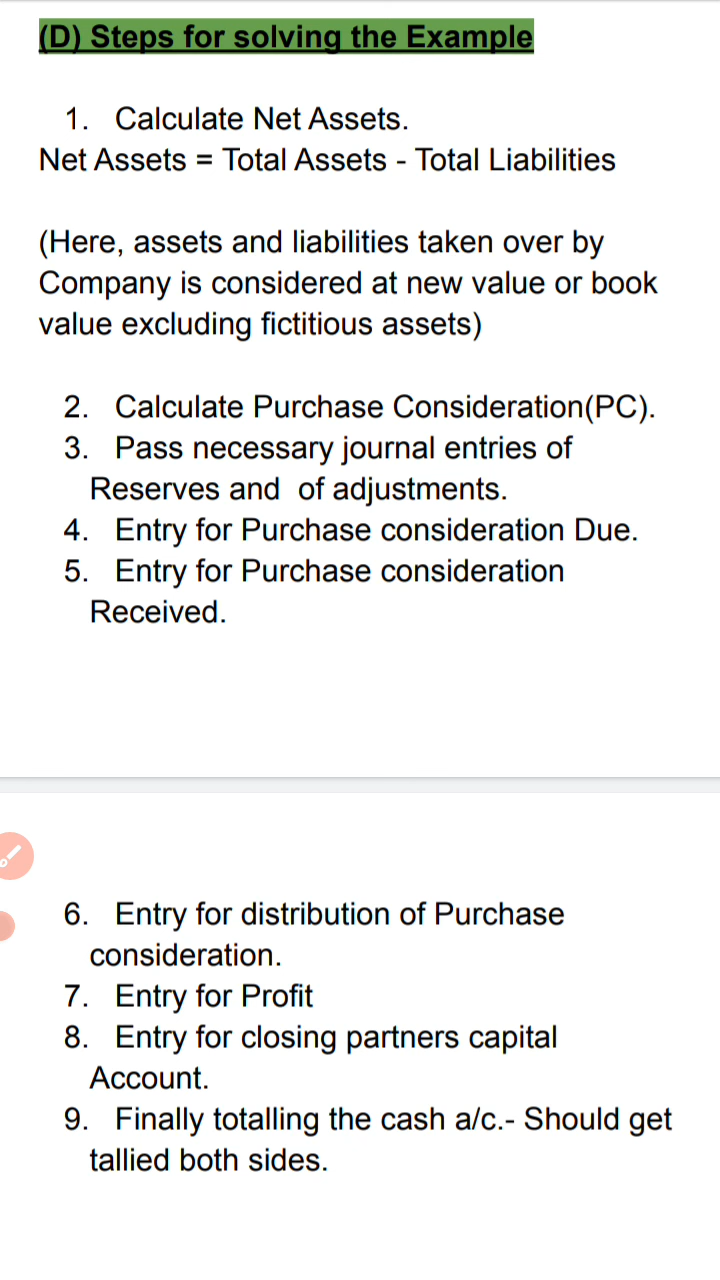 (D) Steps for solving the Example
1. Calculate Net Assets.
Net Assets = Total Assets - Total Liabilities
(Here, assets and liabilities taken over by
Company is considered at new value or book
value excluding fictitious assets)
2. Calculate Purchase Consideration(PC).
3. Pass necessary journal entries of
Reserves and  of adjustments.
4. Entry for Purchase consideration Due.
5. Entry for Purchase consideration
Received.
6. Entry for distribution of Purchase
consideration.
7. Entry for Profit
8. Entry for closing partners capital
Account.
9. Finally totalling the cash a/c.- Should get
tallied both sides.